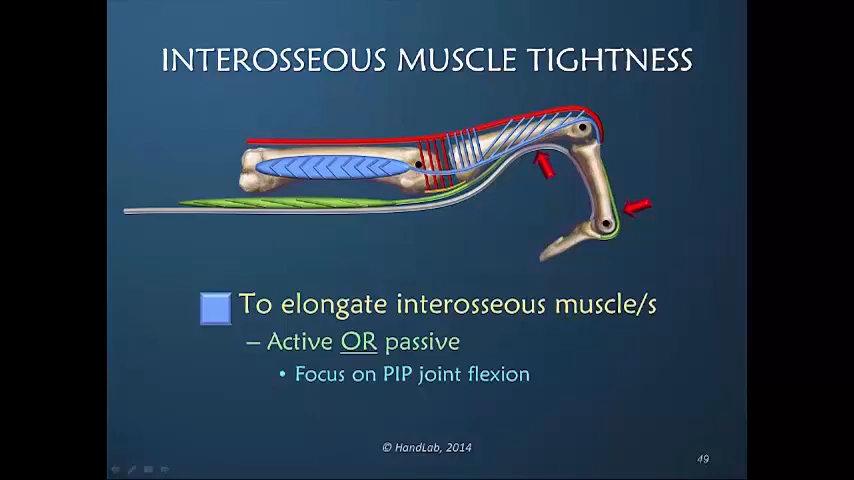 INTEROSSEOUS MUSCLE TIGHTNESS
To elongate interosseous muscle/s
– Active OR passive
• Focus on PIP joint flexion
© HandLab, 2014
49